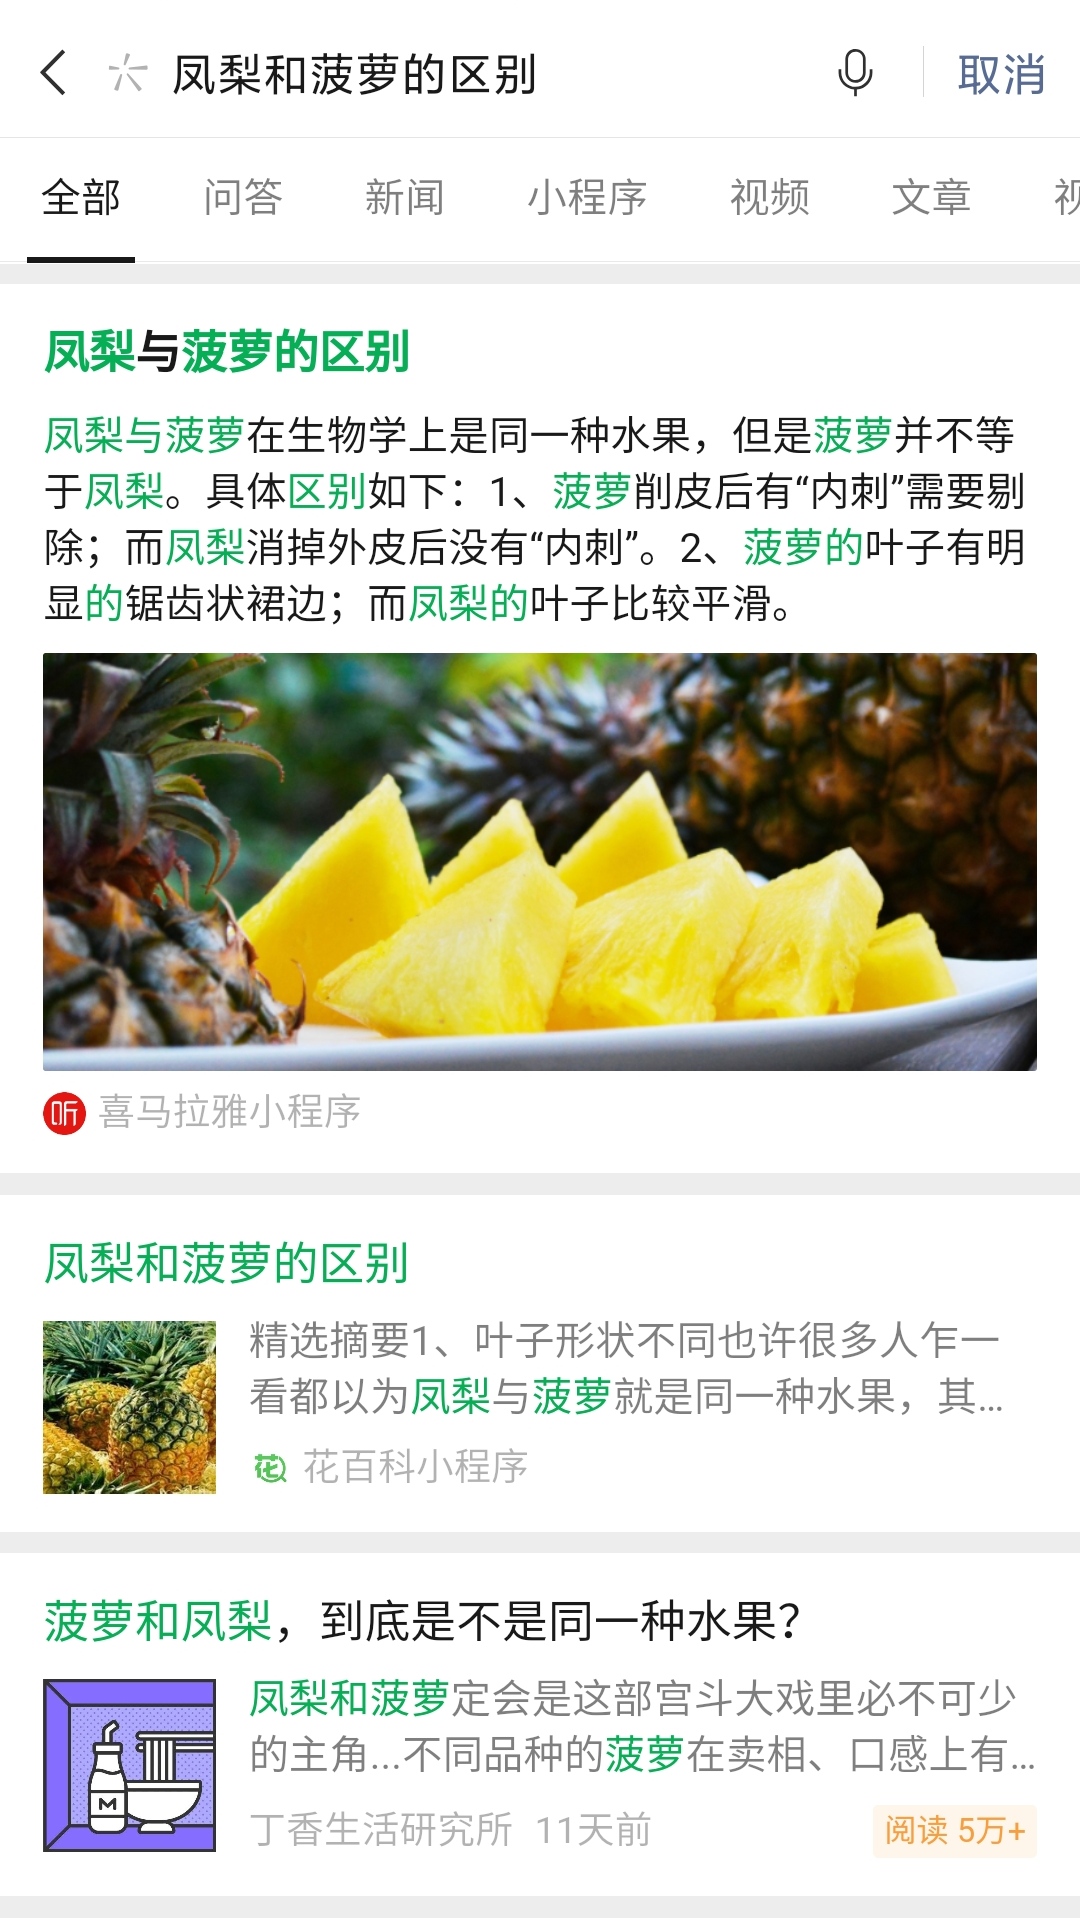 凤梨和菠萝的区别
取消
全部 问答 新闻 小程序 视频 文章
凤梨与菠萝的区别
凤梨与菠萝在生物学上是同一种水果，但是菠萝并不等
于凤梨。具体区别如下：1、菠萝削皮后有“内刺”需要剔
除；而凤梨消掉外皮后没有“内刺”。2、菠萝的叶子有明
显的锯齿状裙边；而凤梨的叶子比较平滑。
听 喜马拉雅小程序
凤梨和菠萝的区别
精选摘要1、叶子形状不同也许很多人乍一
看都以为凤梨与菠萝就是同一种水果，其...
花 花百科小程序
菠萝和凤梨，到底是不是同一种水果？
凤梨和菠萝定会是这部宫斗大戏里必不可少
的主角...不同品种的菠萝在卖相、口感上有...
M
丁香生活研究所 11天前
阅读 5万+